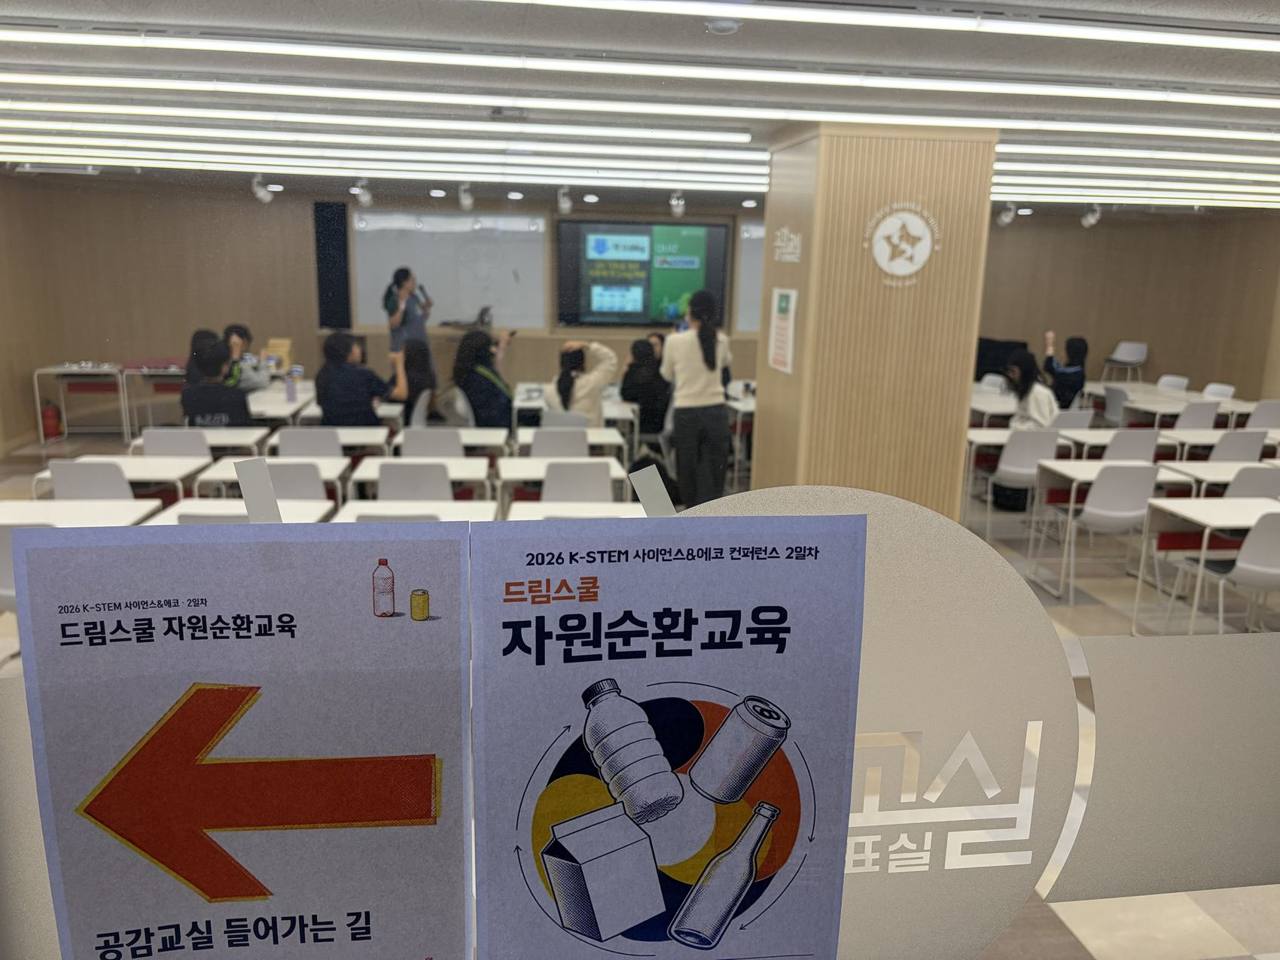 2026 K-STEM 사이언스&에코 · 2일차
드림스쿨 자원순환교육
공감교실 들어가는 길
2026 K-STEM 사이언스&에코 컨퍼런스 2일차
드림스쿨
자원순환교육
교실
표실